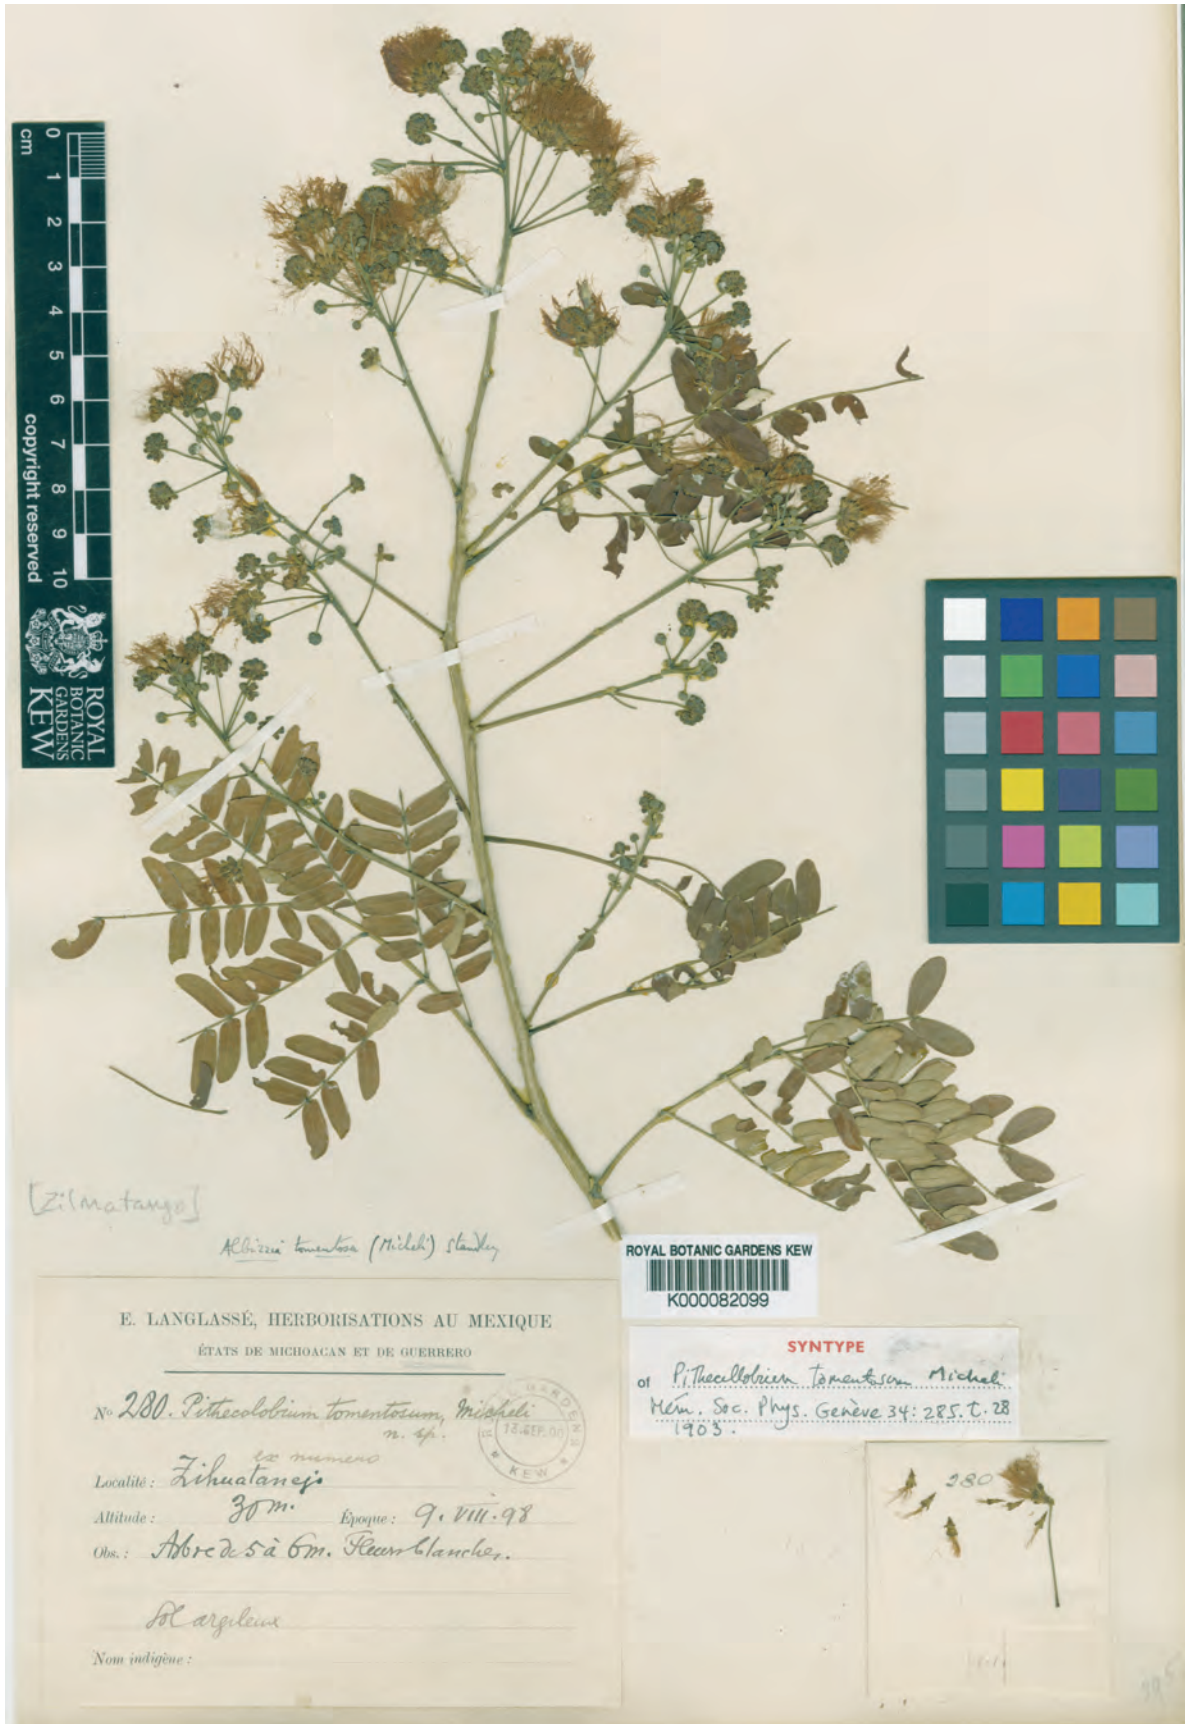 cm
0
1
2
3
4
5
6
7
8
9
10
copyright reserved
ROYAL
BOTANIC
GARDENS
KEW
[Zilmatango]
Albizzia tomentosa (Micheli) Standley
ROYAL BOTANIC GARDENS KEW
K000082099
E. LANGLASSÉ, HERBORISATIONS AU MEXIQUE
ÉTATS DE MICHOACAN ET DE GUERRERO
No 280. Pithecolobium tomentosum, Micheli
n. sp.
ex numero
Localité : Zihuatanejo
Altitude : 30 m. Époque : 9. VIII. 98
Obs. : Arbre de 5 à 6 m. Fleurs blanches.
Sol argileux
Nom indigène :
GARDENS
KEW
SYNTYPE
of Pithecellobium tomentosum Micheli
Mém. Soc. Phys. Genève 34: 285. t. 28
1903.
280